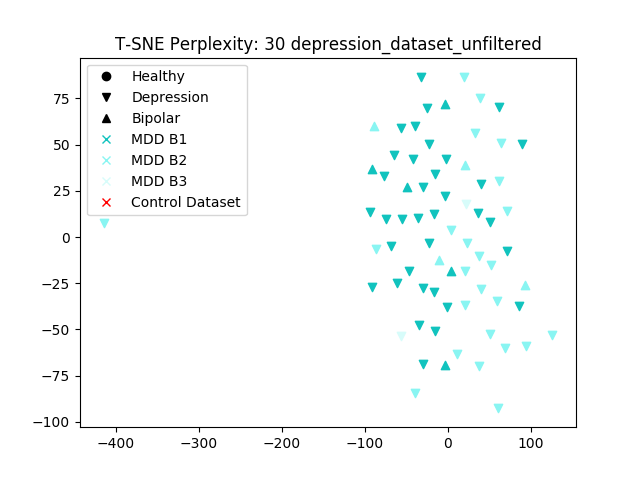 T-SNE Perplexity: 30 depression_dataset_unfiltered
Healthy
Depression
Bipolar
MDD B1
MDD B2
MDD B3
Control Dataset
75
50
25
0
−25
−50
−75
−100
−400
−300
−200
−100
0
100